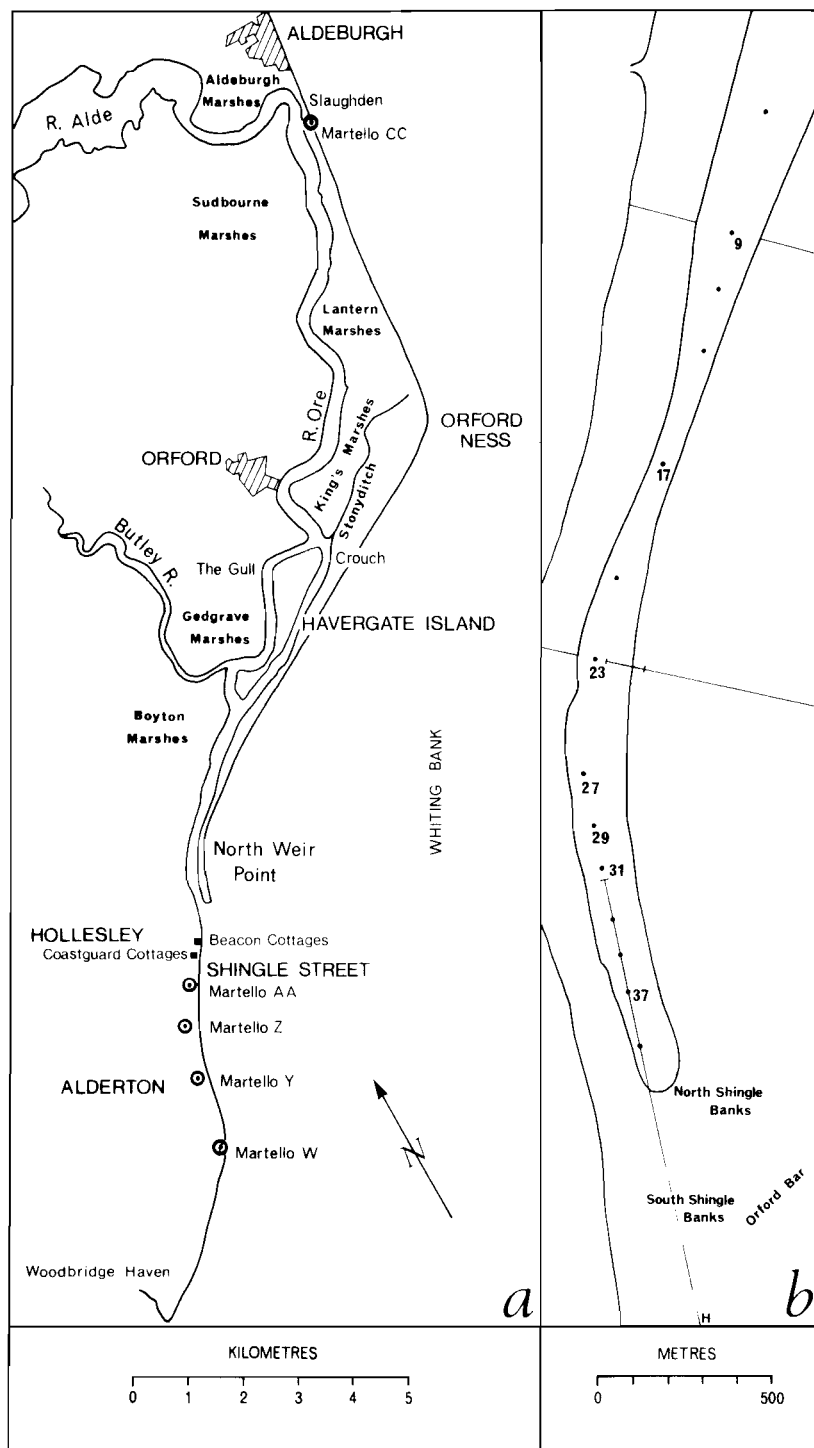 ALDEBURGH
Aldeburgh
Marshes
Slaughden
Martello CC
R. Alde
Sudbourne
Marshes
Lantern
Marshes
R. Ore
ORFORD
NESS
ORFORD
King's Marshes
Stonyditch
Butley R.
The Gull
Crouch
Gedgrave
Marshes
HAVERGATE ISLAND
Boyton
Marshes
WHITING BANK
North Weir
Point
HOLLESLEY
Beacon Cottages
Coastguard Cottages
SHINGLE STREET
Martello AA
Martello Z
ALDERTON
Martello Y
N
Martello W
Woodbridge Haven
a
KILOMETRES
0 1 2 3 4 5
9
17
23
27
29
31
37
North Shingle
Banks
South Shingle
Banks
Orford Bar
H
b
METRES
0 500